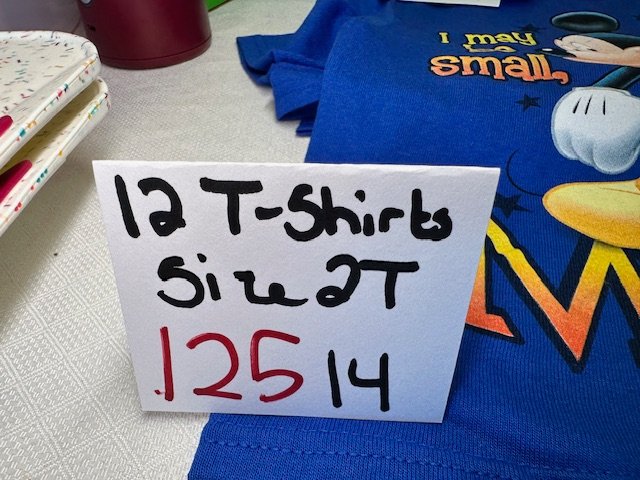 I may
be a
small,
12 T-Shirts
Size 2T
.125 14